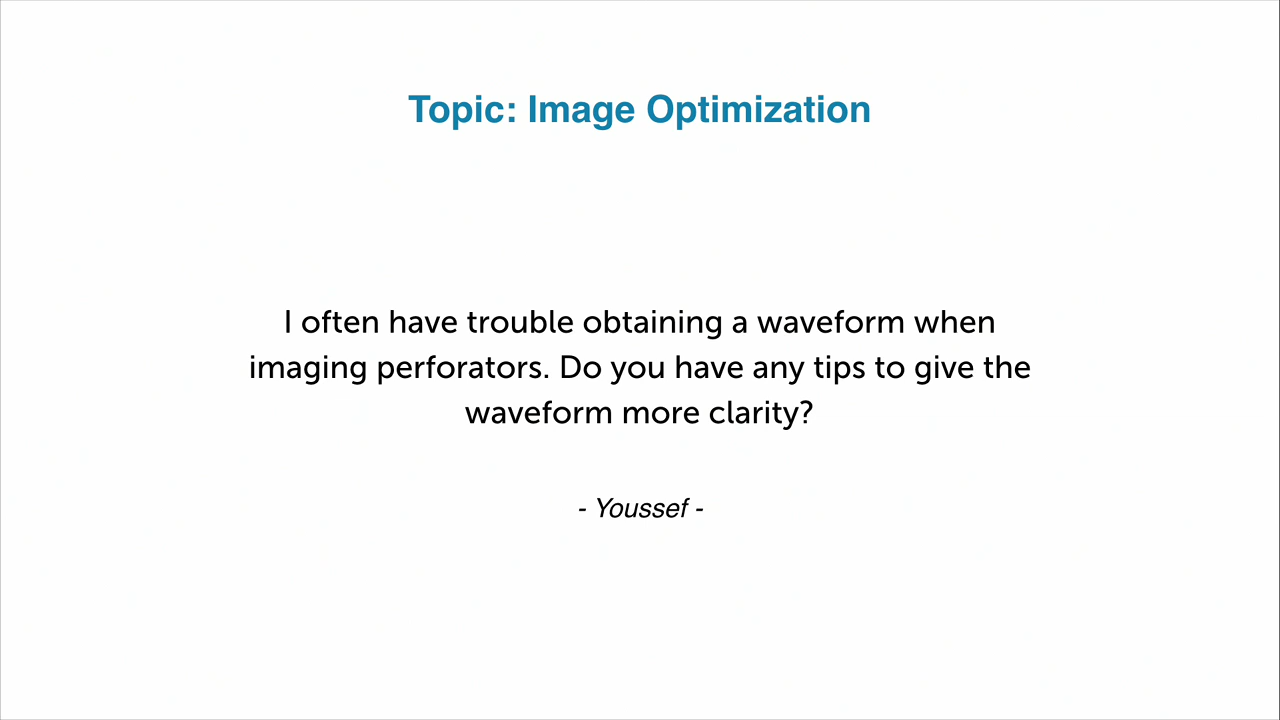 Topic: Image Optimization
I often have trouble obtaining a waveform when
imaging perforators. Do you have any tips to give the
waveform more clarity?
- Youssef -